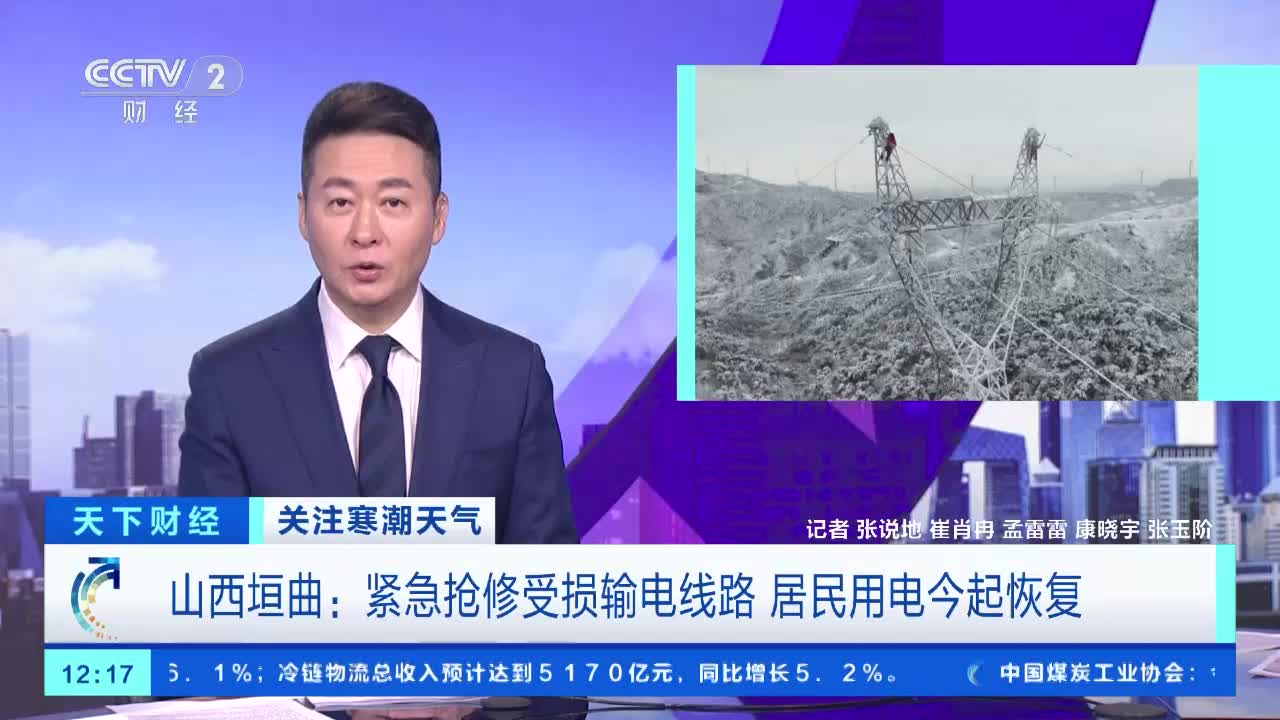 CCTV 2
财 经
天下财经
关注寒潮天气
记者 张说地 崔肖冉 孟雷雷 康晓宇 张玉阶
山西垣曲：紧急抢修受损输电线路 居民用电今起恢复
12:17
6．1％；冷链物流总收入预计达到5170亿元，同比增长5．2％。 中国煤炭工业协会：